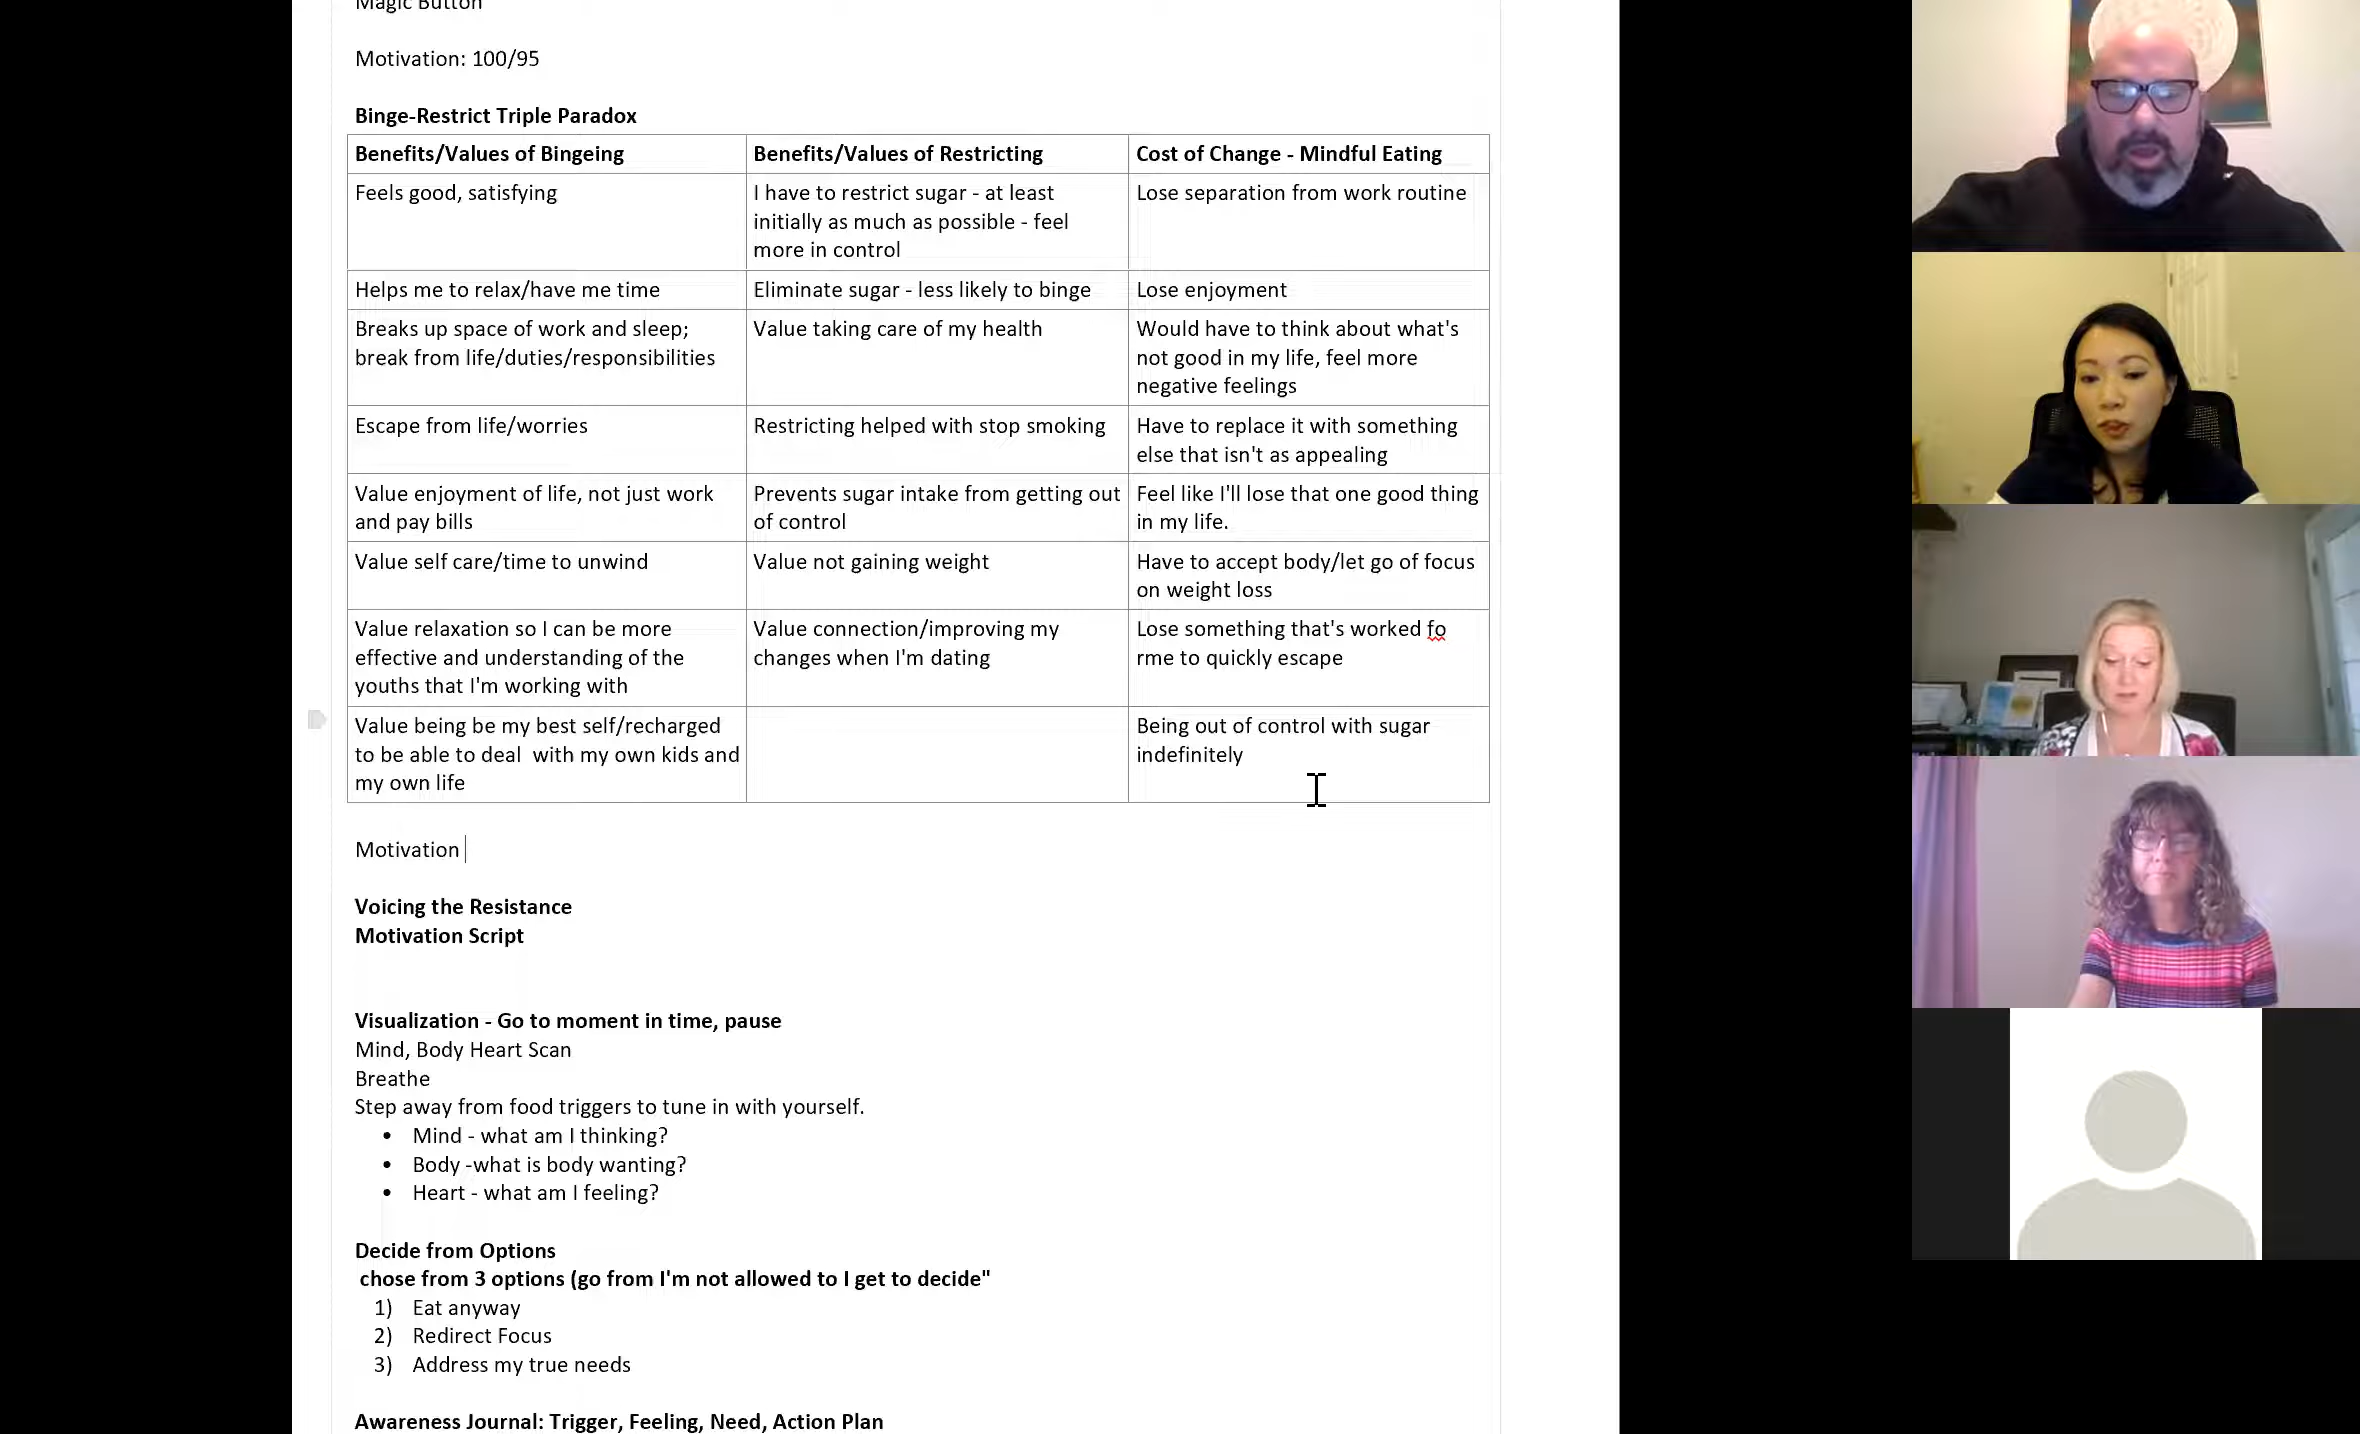 Magic Button
Motivation: 100/95
Binge-Restrict Triple Paradox
Benefits/Values of Bingeing
Benefits/Values of Restricting
Cost of Change - Mindful Eating
Feels good, satisfying
I have to restrict sugar - at least
initially as much as possible - feel
more in control
Lose separation from work routine
Helps me to relax/have me time
Eliminate sugar - less likely to binge
Lose enjoyment
Breaks up space of work and sleep;
break from life/duties/responsibilities
Value taking care of my health
Would have to think about what's
not good in my life, feel more
negative feelings
Escape from life/worries
Restricting helped with stop smoking
Have to replace it with something
else that isn't as appealing
Value enjoyment of life, not just work
and pay bills
Prevents sugar intake from getting out
of control
Feel like I'll lose that one good thing
in my life.
Value self care/time to unwind
Value not gaining weight
Have to accept body/let go of focus
on weight loss
Value relaxation so I can be more
effective and understanding of the
youths that I'm working with
Value connection/improving my
changes when I'm dating
Lose something that's worked fo
rme to quickly escape
Value being be my best self/recharged
to be able to deal  with my own kids and
my own life
Being out of control with sugar
indefinitely
Motivation
Voicing the Resistance
Motivation Script
Visualization - Go to moment in time, pause
Mind, Body Heart Scan
Breathe
Step away from food triggers to tune in with yourself.
• Mind - what am I thinking?
• Body -what is body wanting?
• Heart - what am I feeling?
Decide from Options
chose from 3 options (go from I'm not allowed to I get to decide"
1) Eat anyway
2) Redirect Focus
3) Address my true needs
Awareness Journal: Trigger, Feeling, Need, Action Plan